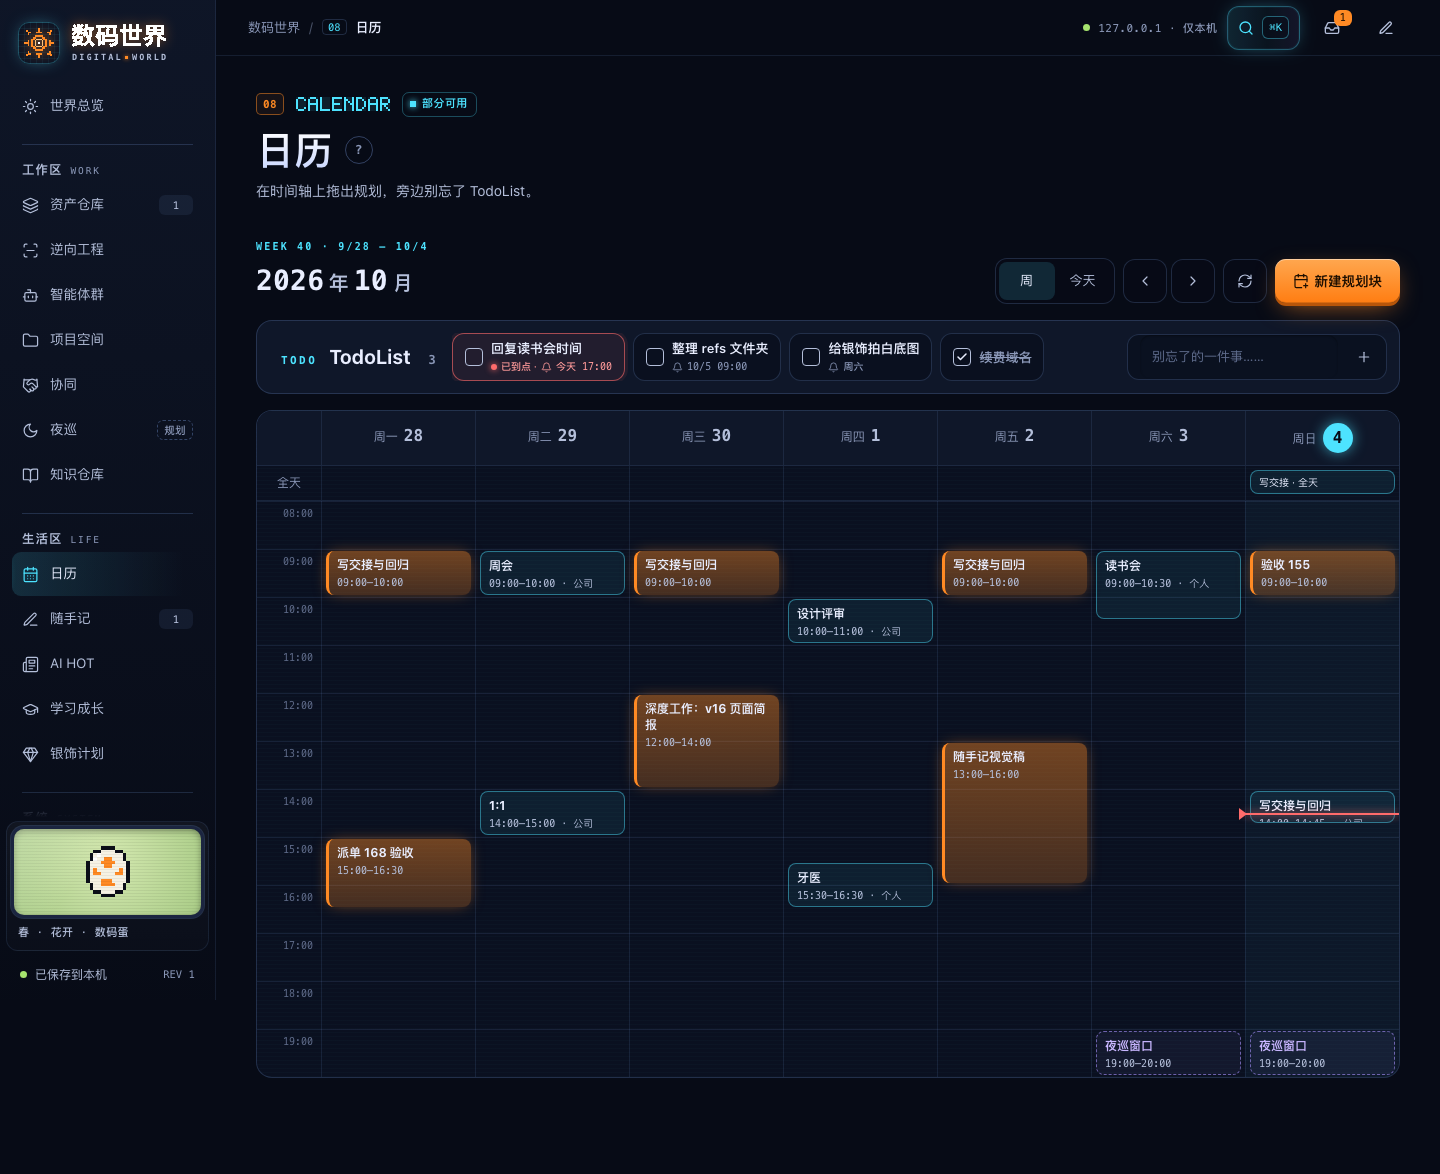 数码世界
DIGITAL WORLD
世界总览
工作区 WORK
资产仓库 1
逆向工程
智能体群
项目空间
协同
夜巡 规划
知识仓库
生活区 LIFE
日历
随手记 1
AI HOT
学习成长
银饰计划
春 · 花开 · 数码蛋
已保存到本机 REV 1
数码世界 / 08 日历
127.0.0.1 · 仅本机
⌘K
1
08 CALENDAR 部分可用
日历 ?
在时间轴上拖出规划，旁边别忘了 TodoList。
WEEK 40 · 9/28 — 10/4
2026 年 10 月
周 今天
新建规划块
TODO TodoList 3
回复读书会时间
已到点 · 今天 17:00
整理 refs 文件夹
10/5 09:00
给银饰拍白底图
周六
续费域名
别忘了的一件事……
周一 28
周二 29
周三 30
周四 1
周五 2
周六 3
周日 4
全天
写交接 · 全天
08:00
09:00
写交接与回归
09:00—10:00
周会
09:00—10:00 · 公司
写交接与回归
09:00—10:00
写交接与回归
09:00—10:00
读书会
09:00—10:30 · 个人
验收 155
09:00—10:00
10:00
设计评审
10:00—11:00 · 公司
11:00
12:00
深度工作：v16 页面简
报
12:00—14:00
13:00
随手记视觉稿
13:00—16:00
14:00
1:1
14:00—15:00 · 公司
写交接与回归
14:00—14:45 · 公司
15:00
派单 168 验收
15:00—16:30
牙医
15:30—16:30 · 个人
16:00
17:00
18:00
19:00
夜巡窗口
19:00—20:00
夜巡窗口
19:00—20:00